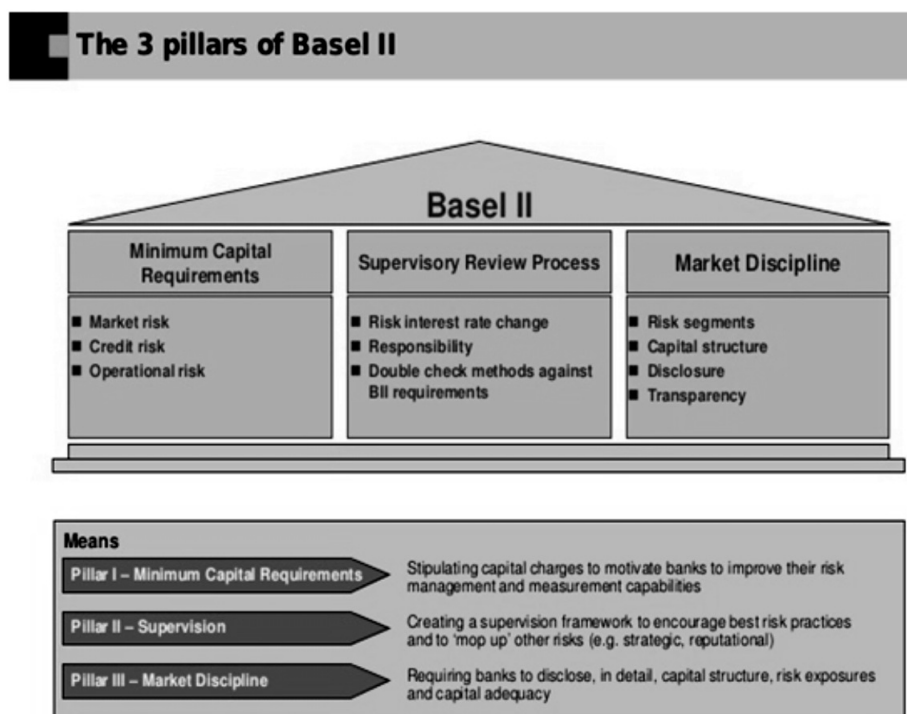 The 3 pillars of Basel II
Basel II
Minimum Capital
Requirements
Supervisory Review Process
Market Discipline
■ Market risk
■ Credit risk
■ Operational risk
■ Risk interest rate change
■ Responsibility
■ Double check methods against
BII requirements
■ Risk segments
■ Capital structure
■ Disclosure
■ Transparency
Means
Pillar I – Minimum Capital Requirements
Stipulating capital charges to motivate banks to improve their risk
management and measurement capabilities
Pillar II – Supervision
Creating a supervision framework to encourage best risk practices
and to ‘mop up’ other risks (e.g. strategic, reputational)
Pillar III – Market Discipline
Requiring banks to disclose, in detail, capital structure, risk exposures
and capital adequacy